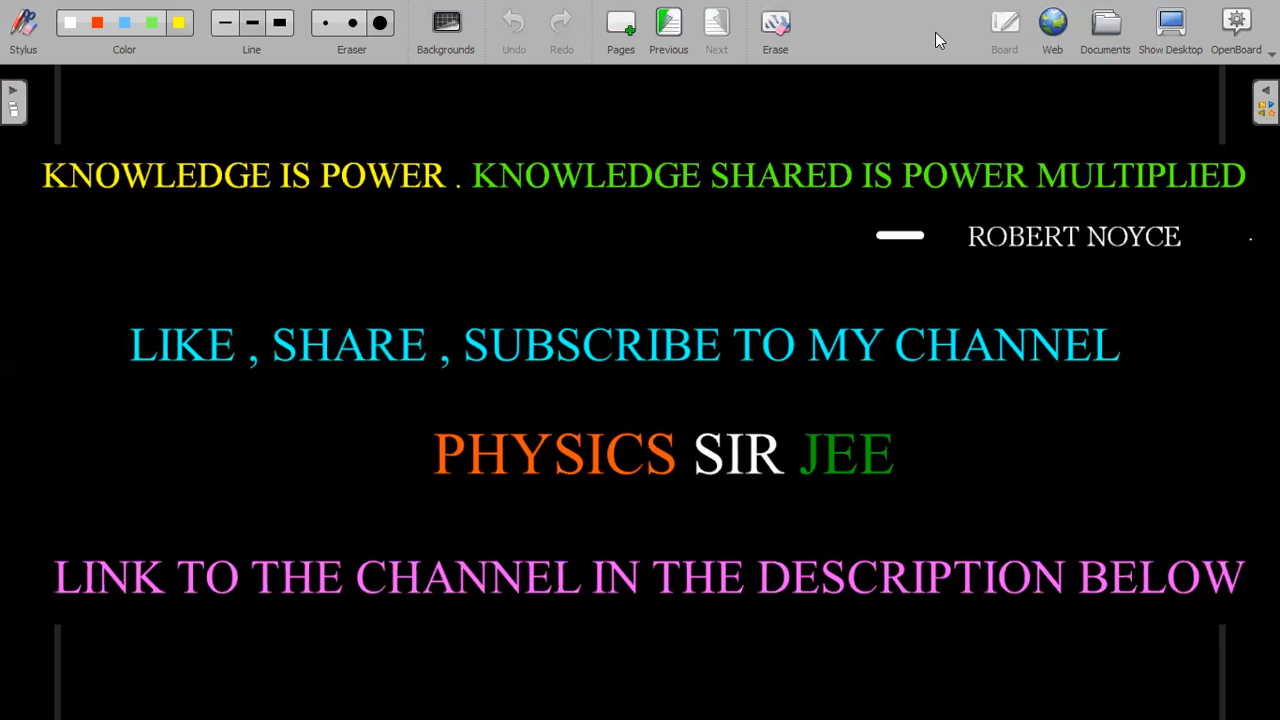 Stylus Color Line Eraser Backgrounds Undo Redo Pages Previous Next Erase Board Web Documents Show Desktop OpenBoard
KNOWLEDGE IS POWER . KNOWLEDGE SHARED IS POWER MULTIPLIED
— ROBERT NOYCE .
LIKE , SHARE , SUBSCRIBE TO MY CHANNEL
PHYSICS SIR JEE
LINK TO THE CHANNEL IN THE DESCRIPTION BELOW